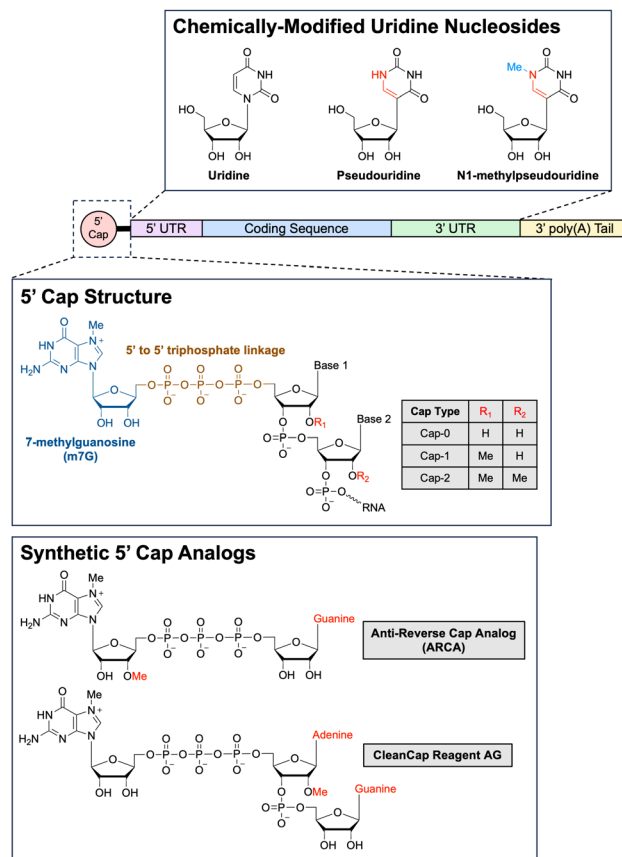 Chemically-Modified Uridine Nucleosides
O
NH
N
O
HO
O
OH OH
Uridine
O
HN
NH
O
HO
O
OH OH
Pseudouridine
Me
O
N
NH
O
HO
O
OH OH
N1-methylpseudouridine
5'
Cap
5' UTR
Coding Sequence
3' UTR
3' poly(A) Tail
5' Cap Structure
O
Me
HN
N
+
H2N
N
N
O
OH OH
7-methylguanosine
(m7G)
5' to 5' triphosphate linkage
O O O
O P O P O P O
O− O− O−
O
Base 1
O
OR1
O P O
O−
O
Base 2
O
OR2
O P O
O−
RNA
Cap Type R1 R2
Cap-0 H H
Cap-1 Me H
Cap-2 Me Me
Synthetic 5' Cap Analogs
O
Me
HN
N
+
H2N
N
N
O
OH OMe
O O O
O P O P O P O
O− O− O−
O
Guanine
OH OH
Anti-Reverse Cap Analog
(ARCA)
O
Me
HN
N
+
H2N
N
N
O
OH OH
O O O
O P O P O P O
O− O− O−
O
Adenine
O
OMe
O P O
O−
O
Guanine
OH OH
CleanCap Reagent AG